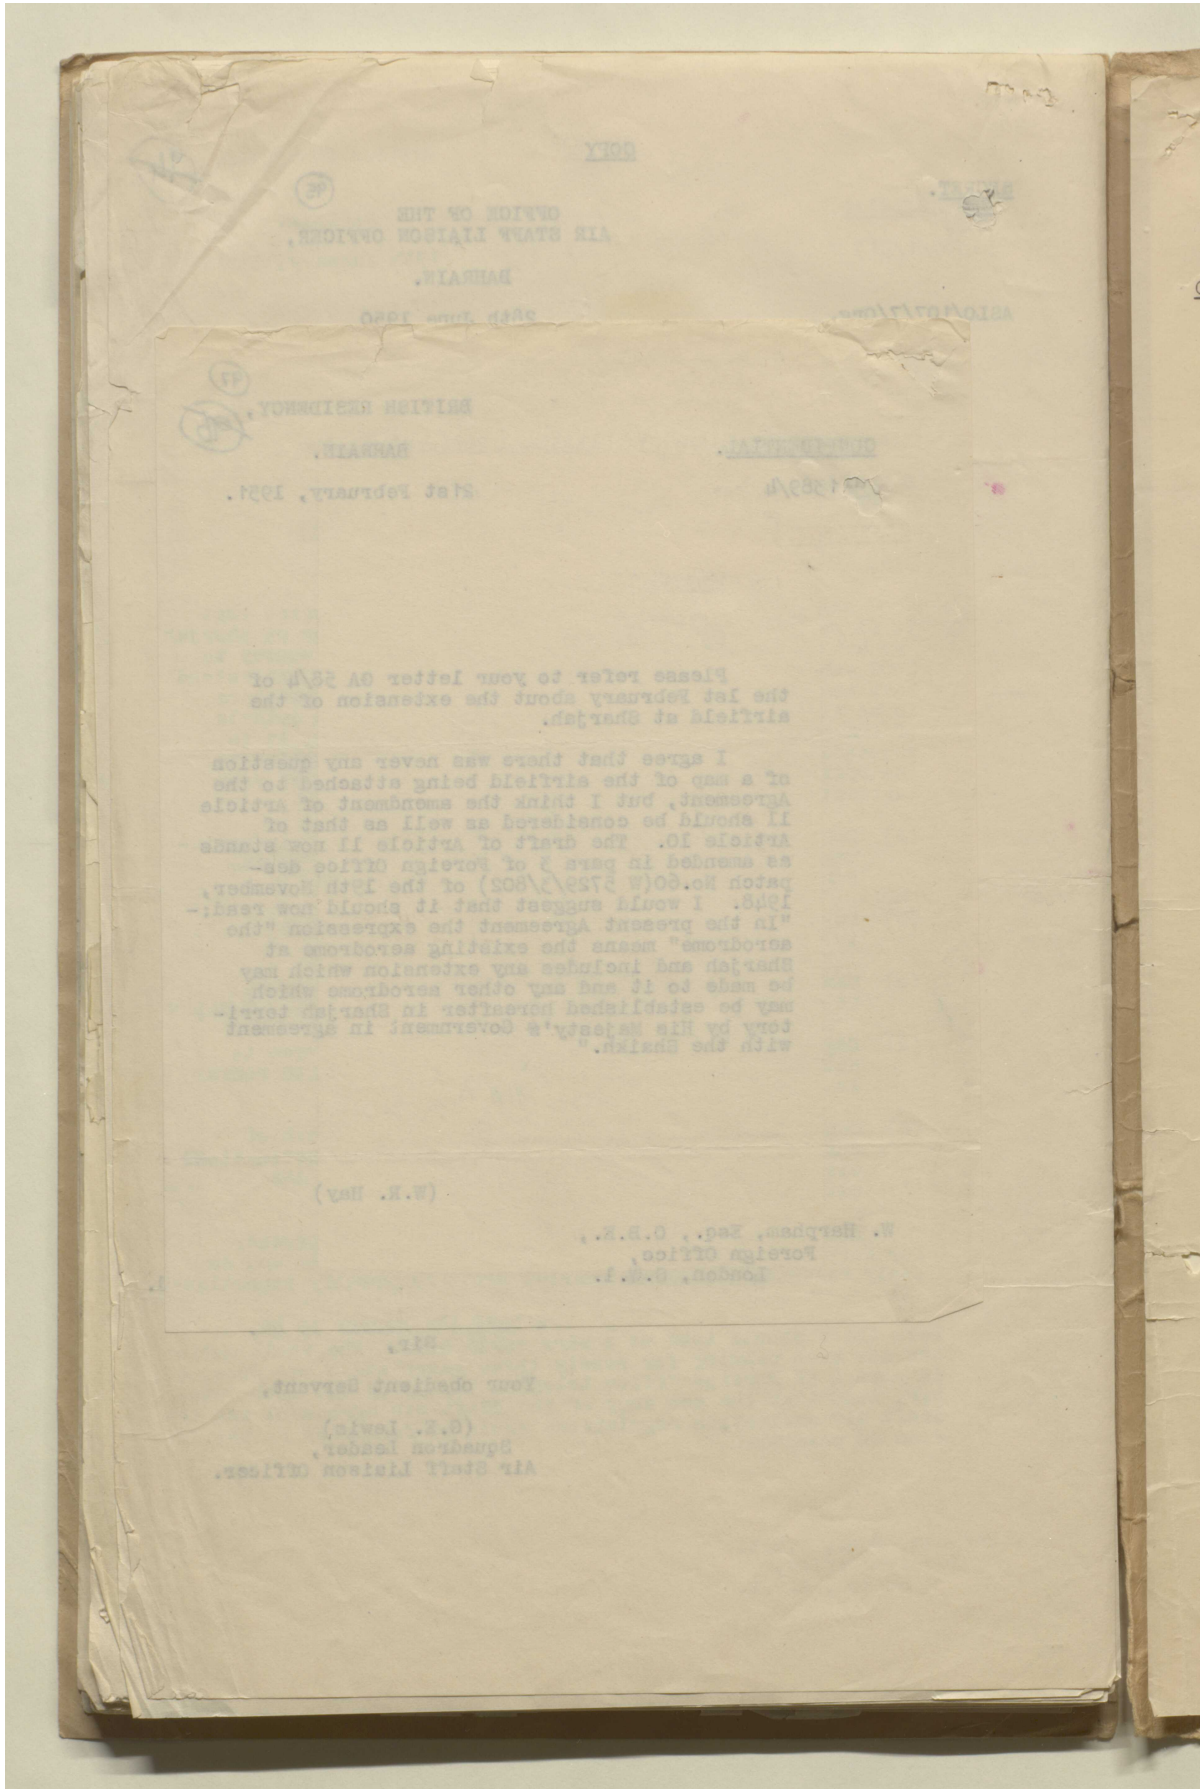 COPY
SECRET.
OFFICE OF THE
AIR STAFF LIAISON OFFICER,
BAHRAIN.
28th June 1950
CONFIDENTIAL.
BRITISH RESIDENCY,
BAHRAIN.
1389/4
21st February, 1951.
Please refer to your letter OA 58/4 of
the 1st February about the extension of the
airfield at Sharjah.
I agree that there was never any question
of a map of the airfield being attached to the
Agreement, but I think the amendment of Article
11 should be considered as well as that of
Article 10. The draft of Article 11 now stands
as amended in para 3 of Foreign Office des-
patch No.60(W 5729/3/802) of the 19th November,
1948. I would suggest that it should now read:-
"In the present Agreement the expression "the
aerodrome" means the existing aerodrome at
Sharjah and includes any extension which may
be made to it and any other aerodrome which
may be established hereafter in Sharjah terri-
tory by His Majesty's Government in agreement
with the Shaikh."
(W.R. Hay)
W. Harpham, Esq., O.B.E.,
Foreign Office,
London, S.W.1.
Sir,
Your obedient Servant,
(G.E. Lewis)
Squadron Leader,
Air Staff Liaison Officer.